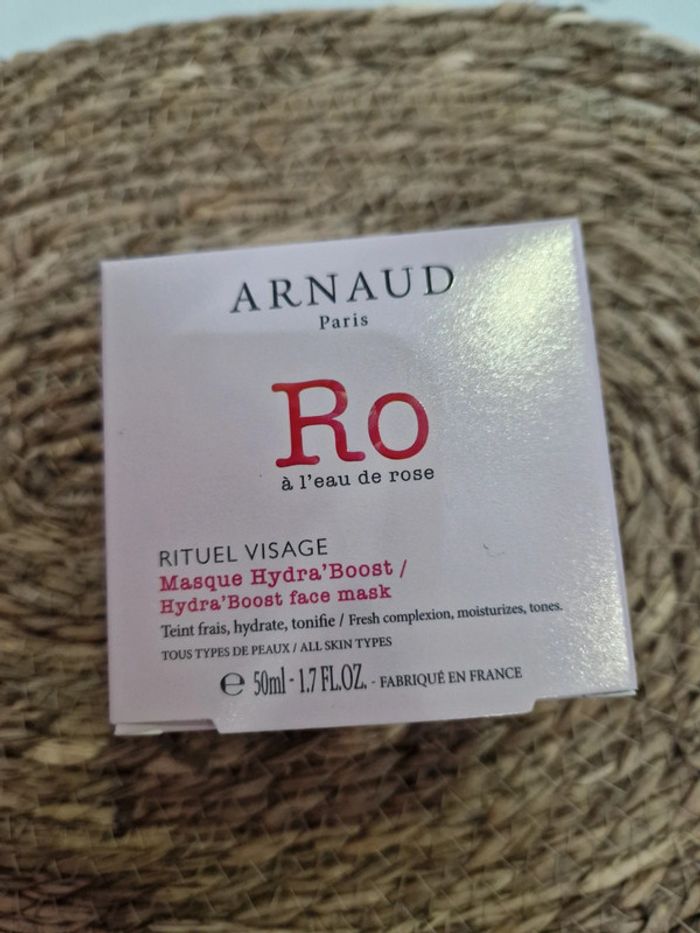 ARNAUD
Paris
Ro
à l'eau de rose
RITUEL VISAGE
Masque Hydra'Boost /
Hydra'Boost face mask
Teint frais, hydrate, tonifie / Fresh complexion, moisturizes, tones.
TOUS TYPES DE PEAUX / ALL SKIN TYPES
℮ 50ml - 1.7 FL.OZ. - FABRIQUÉ EN FRANCE